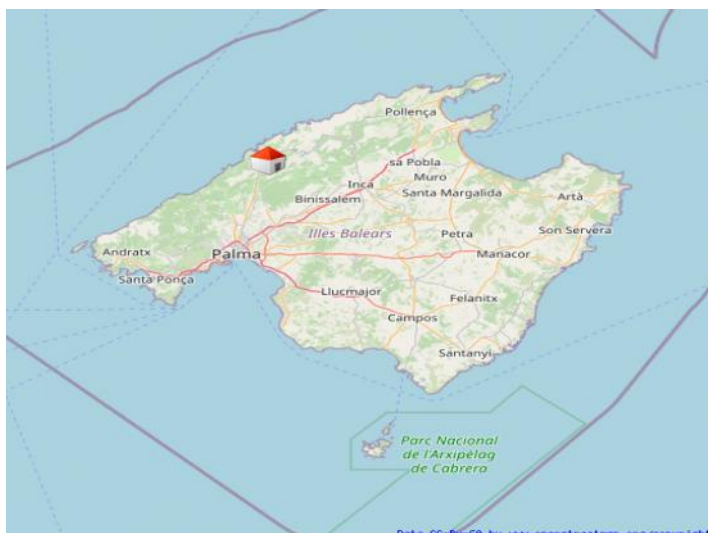 Pollença
sa Pobla
Muro
Inca
Santa Margalida
Binissalem
Artà
Illes Balears
Petra
Son Servera
Andratx
Palma
Manacor
Santa Ponça
Llucmajor
Felanitx
Campos
Santanyí
Parc Nacional
de l'Arxipèlag
de Cabrera